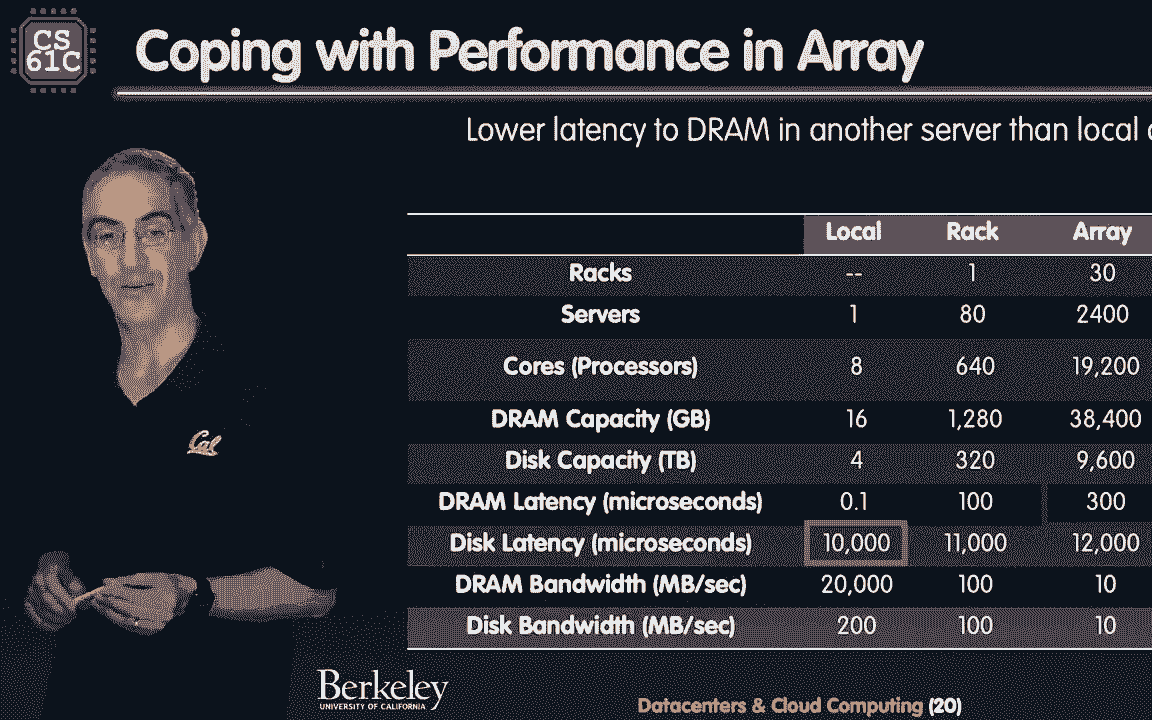 CS
61C
Coping with Performance in Array
Lower latency to DRAM in another server than local
Local Rack Array
Racks -- 1 30
Servers 1 80 2400
Cores (Processors) 8 640 19,200
DRAM Capacity (GB) 16 1,280 38,400
Disk Capacity (TB) 4 320 9,600
DRAM Latency (microseconds) 0.1 100 300
Disk Latency (microseconds) 10,000 11,000 12,000
DRAM Bandwidth (MB/sec) 20,000 100 10
Disk Bandwidth (MB/sec) 200 100 10
Cal
Berkeley
UNIVERSITY OF CALIFORNIA
Datacenters & Cloud Computing (20)